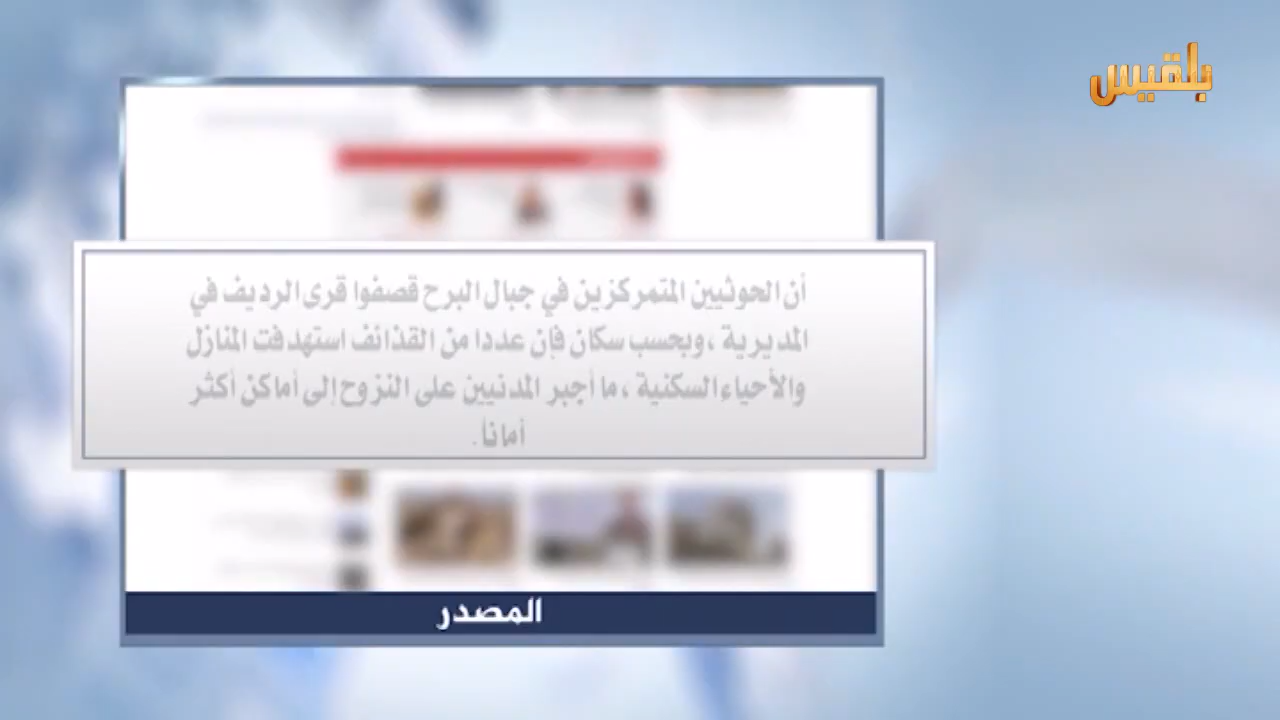 بلقيس
أن الحوثيين المتمركزين في جبال البرح قصفوا قرى الرديف في
المديرية ، وبحسب سكان فإن عددا من القذائف استهدفت المنازل
والأحياء السكنية ، ما أجبر المدنيين على النزوح إلى أماكن أكثر
أماناً .
المصدر